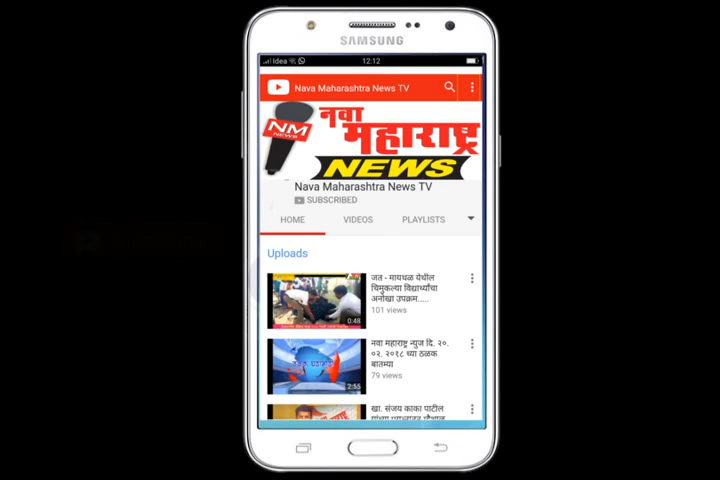 SAMSUNG
Idea
12:12
Nava Maharashtra News TV
नवा
महाराष्ट्र
NM
NEWS
NEWS
Nava Maharashtra News TV
SUBSCRIBED
HOME VIDEOS PLAYLISTS
Uploads
जत - मायथळ येथील
चिमुकल्या विद्यार्थ्यांचा
अनोखा उपक्रम.....
101 views
0:48
नवा महाराष्ट्र न्युज दि. २०.
०२. २०१८ च्या ठळक
बातम्या
79 views
2:55
खा. संजय काका पाटील